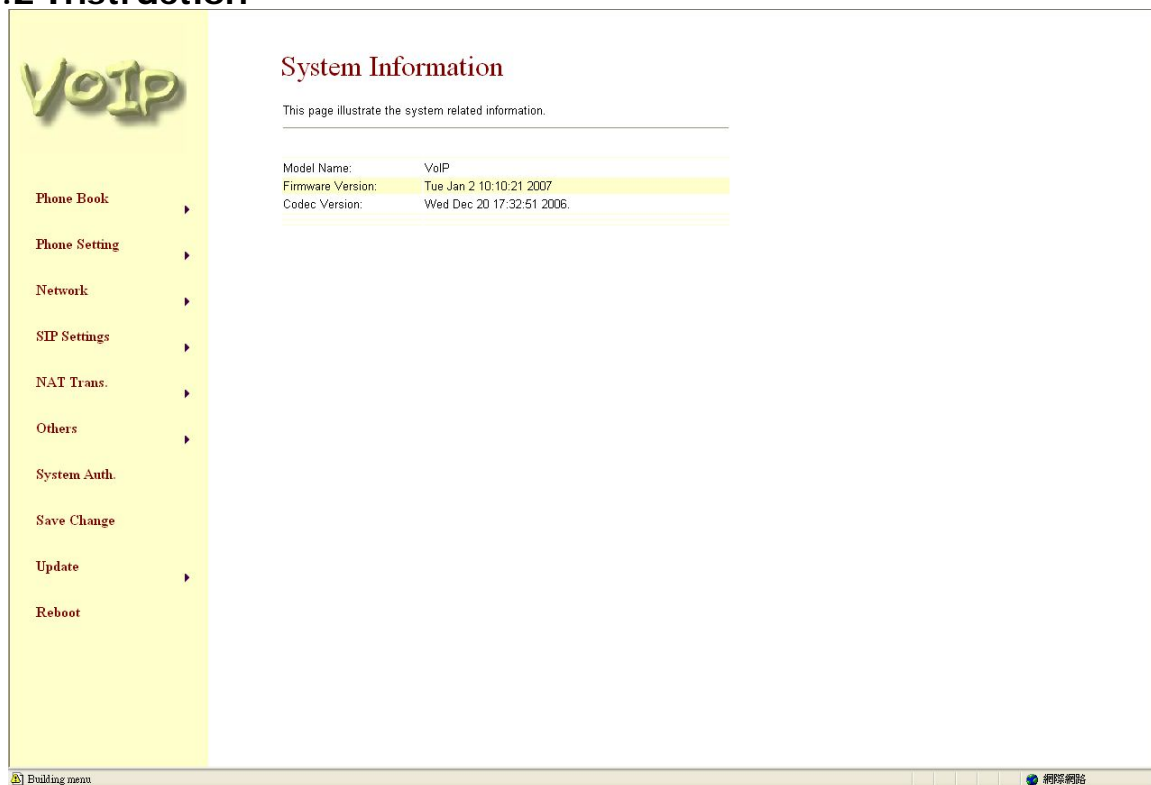 .2 Instruction
VoIP
System Information
This page illustrate the system related information.
Model Name: VoIP
Firmware Version: Tue Jan 2 10:10:21 2007
Codec Version: Wed Dec 20 17:32:51 2006.
Phone Book
Phone Setting
Network
SIP Settings
NAT Trans.
Others
System Auth.
Save Change
Update
Reboot
Building menu
網際網路